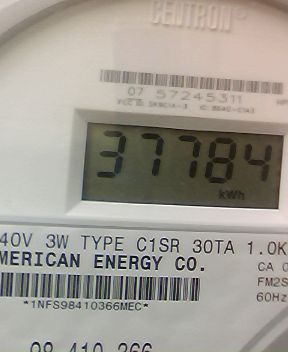 CENTRON
07 57245311
37784
kWh
40V 3W TYPE C1SR 30TA 1.0K
MERICAN ENERGY CO.
CA 0
FM2S
60Hz
*1NFS98410366MEC*
98 410 366